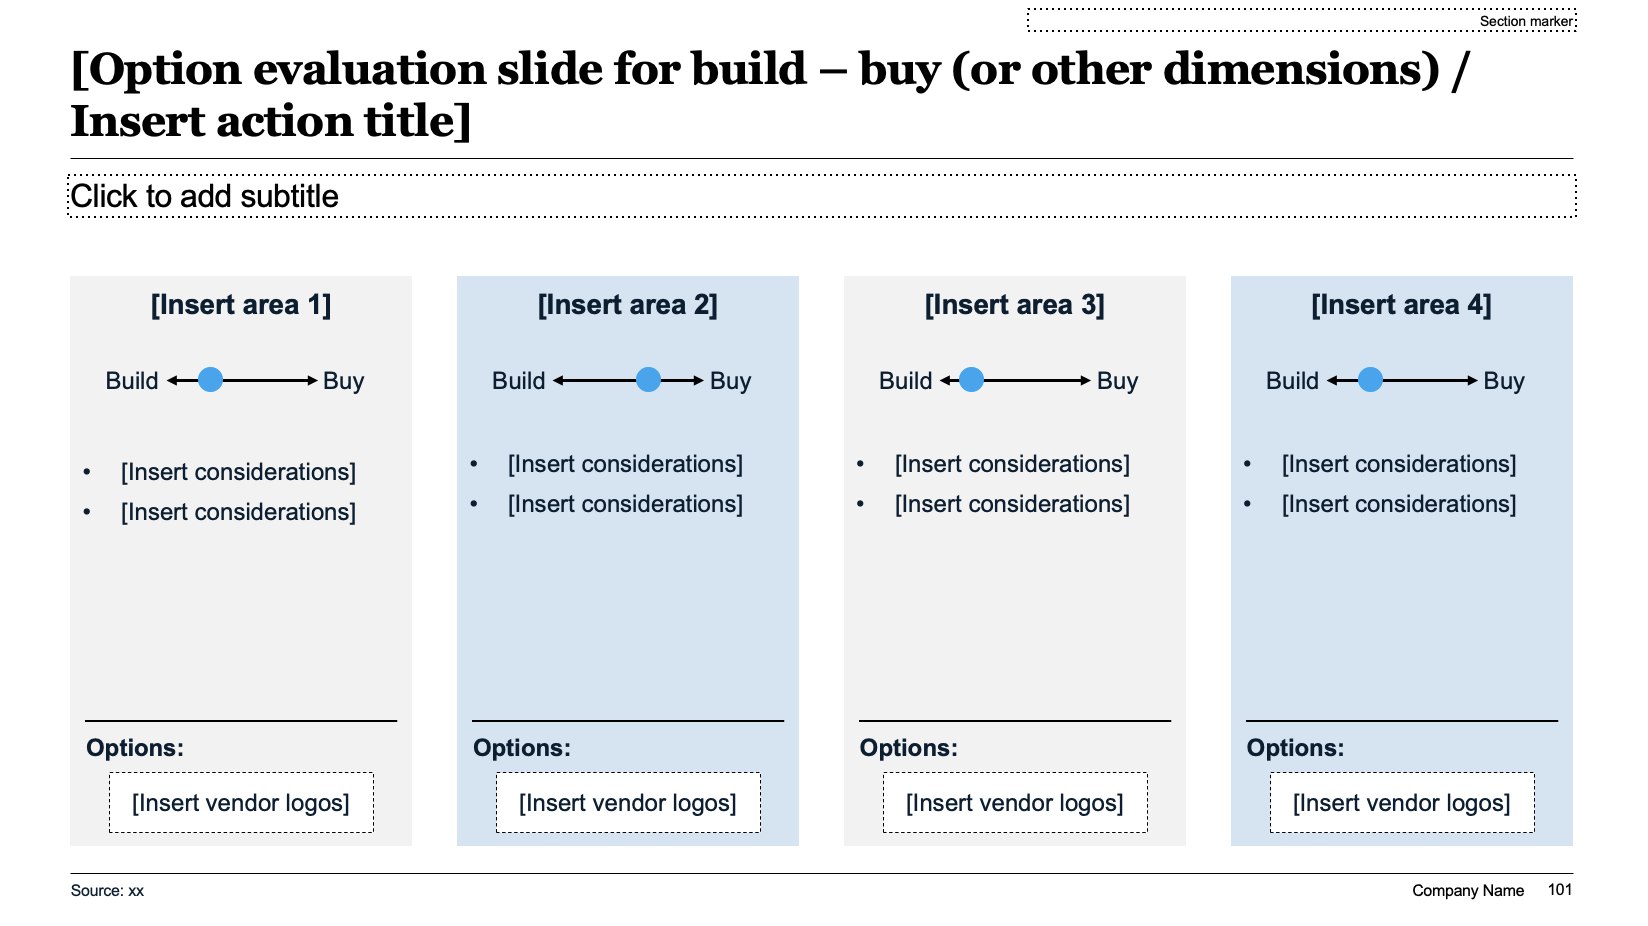 Section marker
[Option evaluation slide for build – buy (or other dimensions) /
Insert action title]
Click to add subtitle
[Insert area 1]
Build
Buy
• [Insert considerations]
• [Insert considerations]
Options:
[Insert vendor logos]
[Insert area 2]
Build
Buy
• [Insert considerations]
• [Insert considerations]
Options:
[Insert vendor logos]
[Insert area 3]
Build
Buy
• [Insert considerations]
• [Insert considerations]
Options:
[Insert vendor logos]
[Insert area 4]
Build
Buy
• [Insert considerations]
• [Insert considerations]
Options:
[Insert vendor logos]
Source: xx
Company Name
101